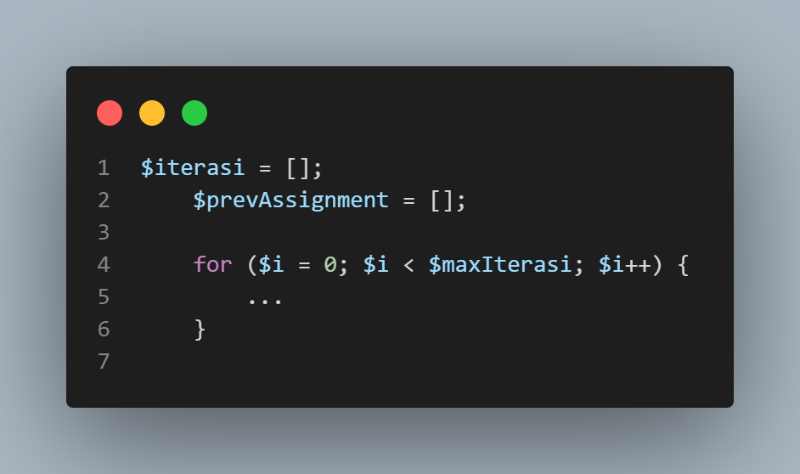 1 $iterasi = [];
2     $prevAssignment = [];
3
4     for ($i = 0; $i < $maxIterasi; $i++) {
5         ...
6     }
7